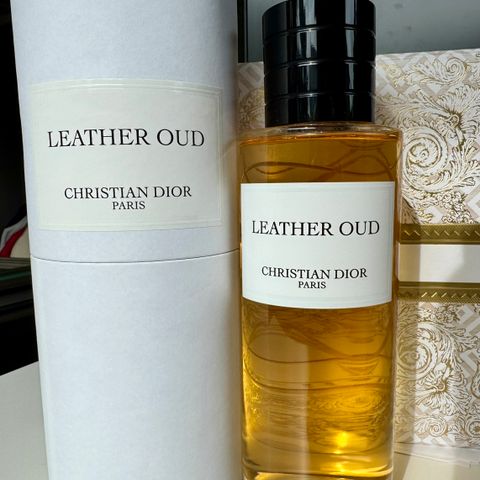 LEATHER OUD
CHRISTIAN DIOR
PARIS
LEATHER OUD
CHRISTIAN DIOR
PARIS